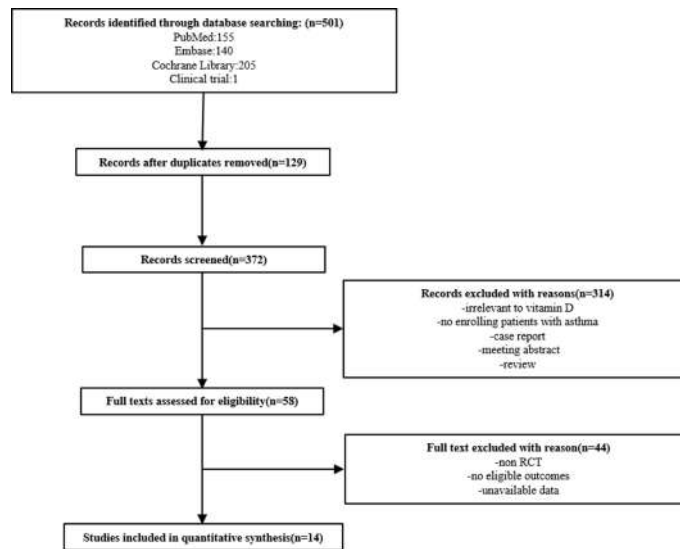 Records identified through database searching: (n=501)
PubMed:155
Embase:140
Cochrane Library:205
Clinical trial:1
Records after duplicates removed(n=129)
Records screened(n=372)
Records excluded with reasons(n=314)
-irrelevant to vitamin D
-no enrolling patients with asthma
-case report
-meeting abstract
-review
Full texts assessed for eligibility(n=58)
Full text excluded with reason(n=44)
-non RCT
-no eligible outcomes
-unavailable data
Studies included in quantitative synthesis(n=14)